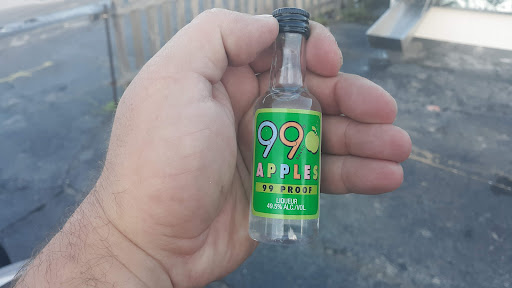 99
APPLES
99 PROOF
LIQUEUR
49.5% ALC./VOL.